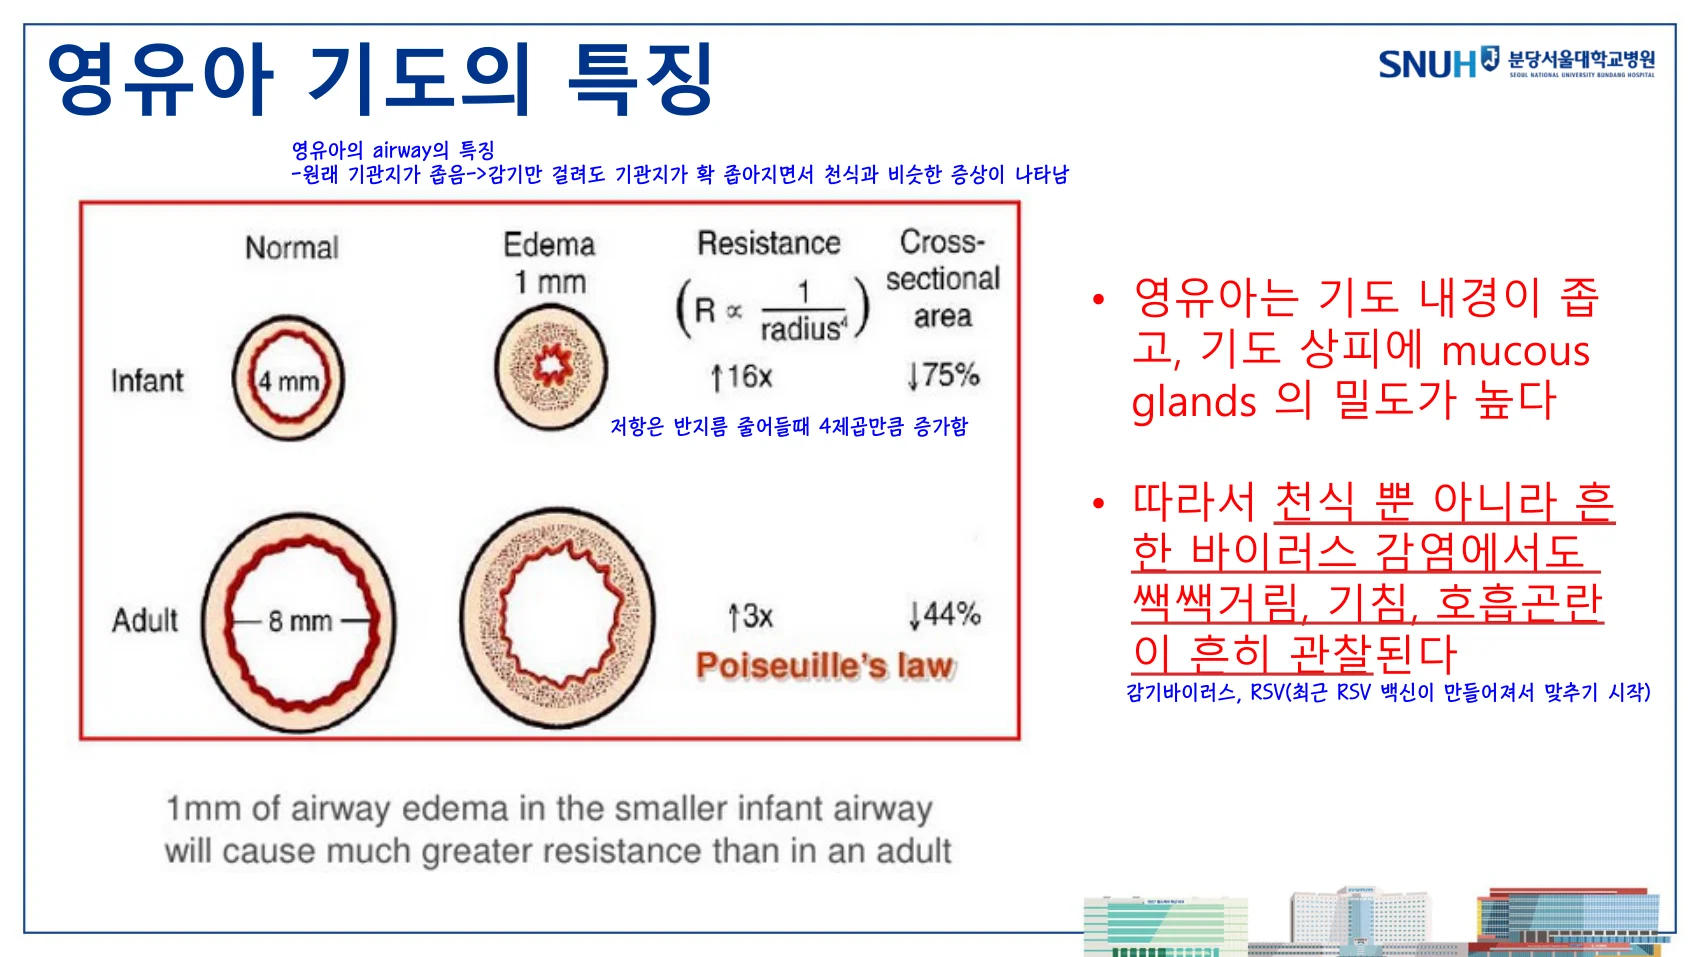 영유아 기도의 특징
SNUH 분당서울대학교병원
SEOUL NATIONAL UNIVERSITY BUNDANG HOSPITAL
영유아의 airway의 특징
-원래 기관지가 좁음->감기만 걸려도 기관지가 확 좁아지면서 천식과 비슷한 증상이 나타남
Normal
Edema
1 mm
Resistance
(R ∝ 1/radius⁴)
Cross-
sectional
area
Infant
4 mm
↑16x
↓75%
저항은 반지름 줄어들때 4제곱만큼 증가함
Adult
8 mm
↑3x
↓44%
Poiseuille's law
1mm of airway edema in the smaller infant airway
will cause much greater resistance than in an adult
• 영유아는 기도 내경이 좁
고, 기도 상피에 mucous
glands 의 밀도가 높다
• 따라서 천식 뿐 아니라 흔
한 바이러스 감염에서도
쌕쌕거림, 기침, 호흡곤란
이 흔히 관찰된다
감기바이러스, RSV(최근 RSV 백신이 만들어져서 맞추기 시작)